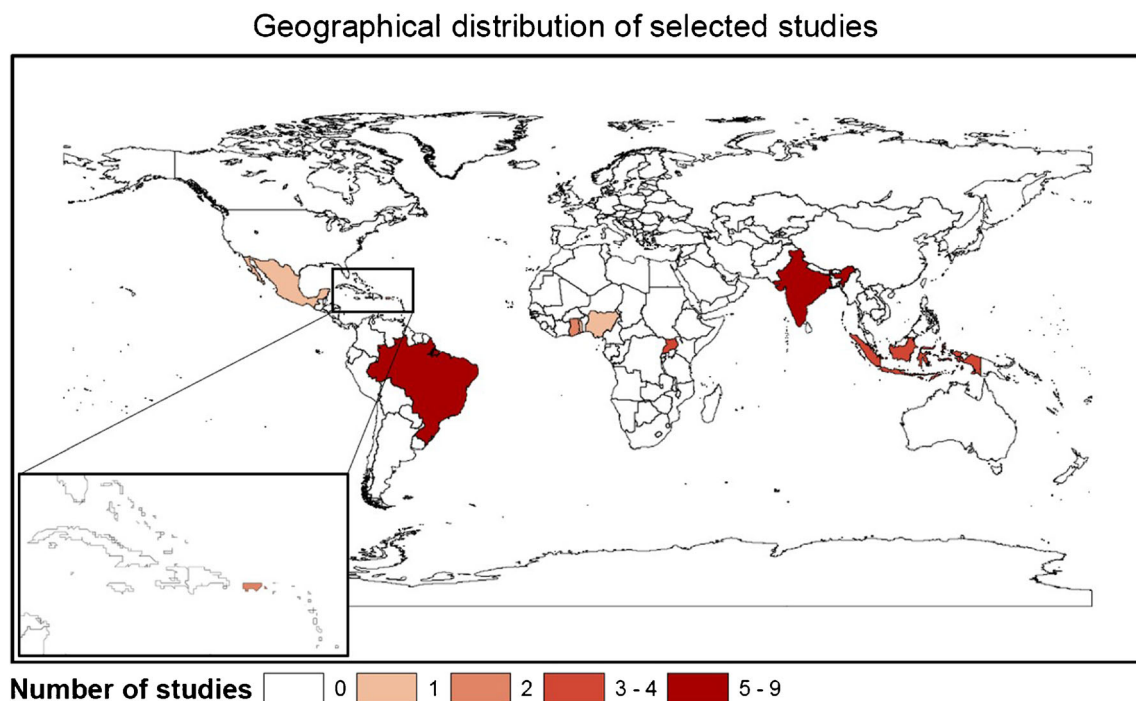 Geographical distribution of selected studies
Number of studies 0 1 2 3 - 4 5 - 9